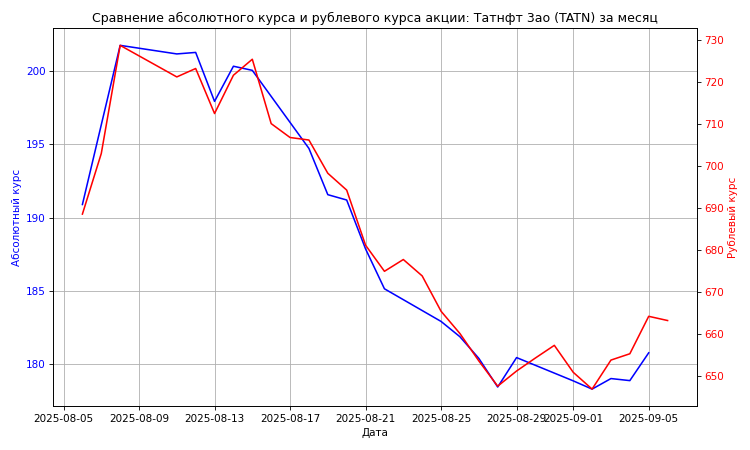 Сравнение абсолютного курса и рублевого курса акции: Татнфт 3ао (TATN) за месяц
200
195
190
185
180
Абсолютный курс
730
720
710
700
690
680
670
660
650
Рублевый курс
2025-08-05 2025-08-09 2025-08-13 2025-08-17 2025-08-21 2025-08-25 2025-08-29 2025-09-01 2025-09-05
Дата